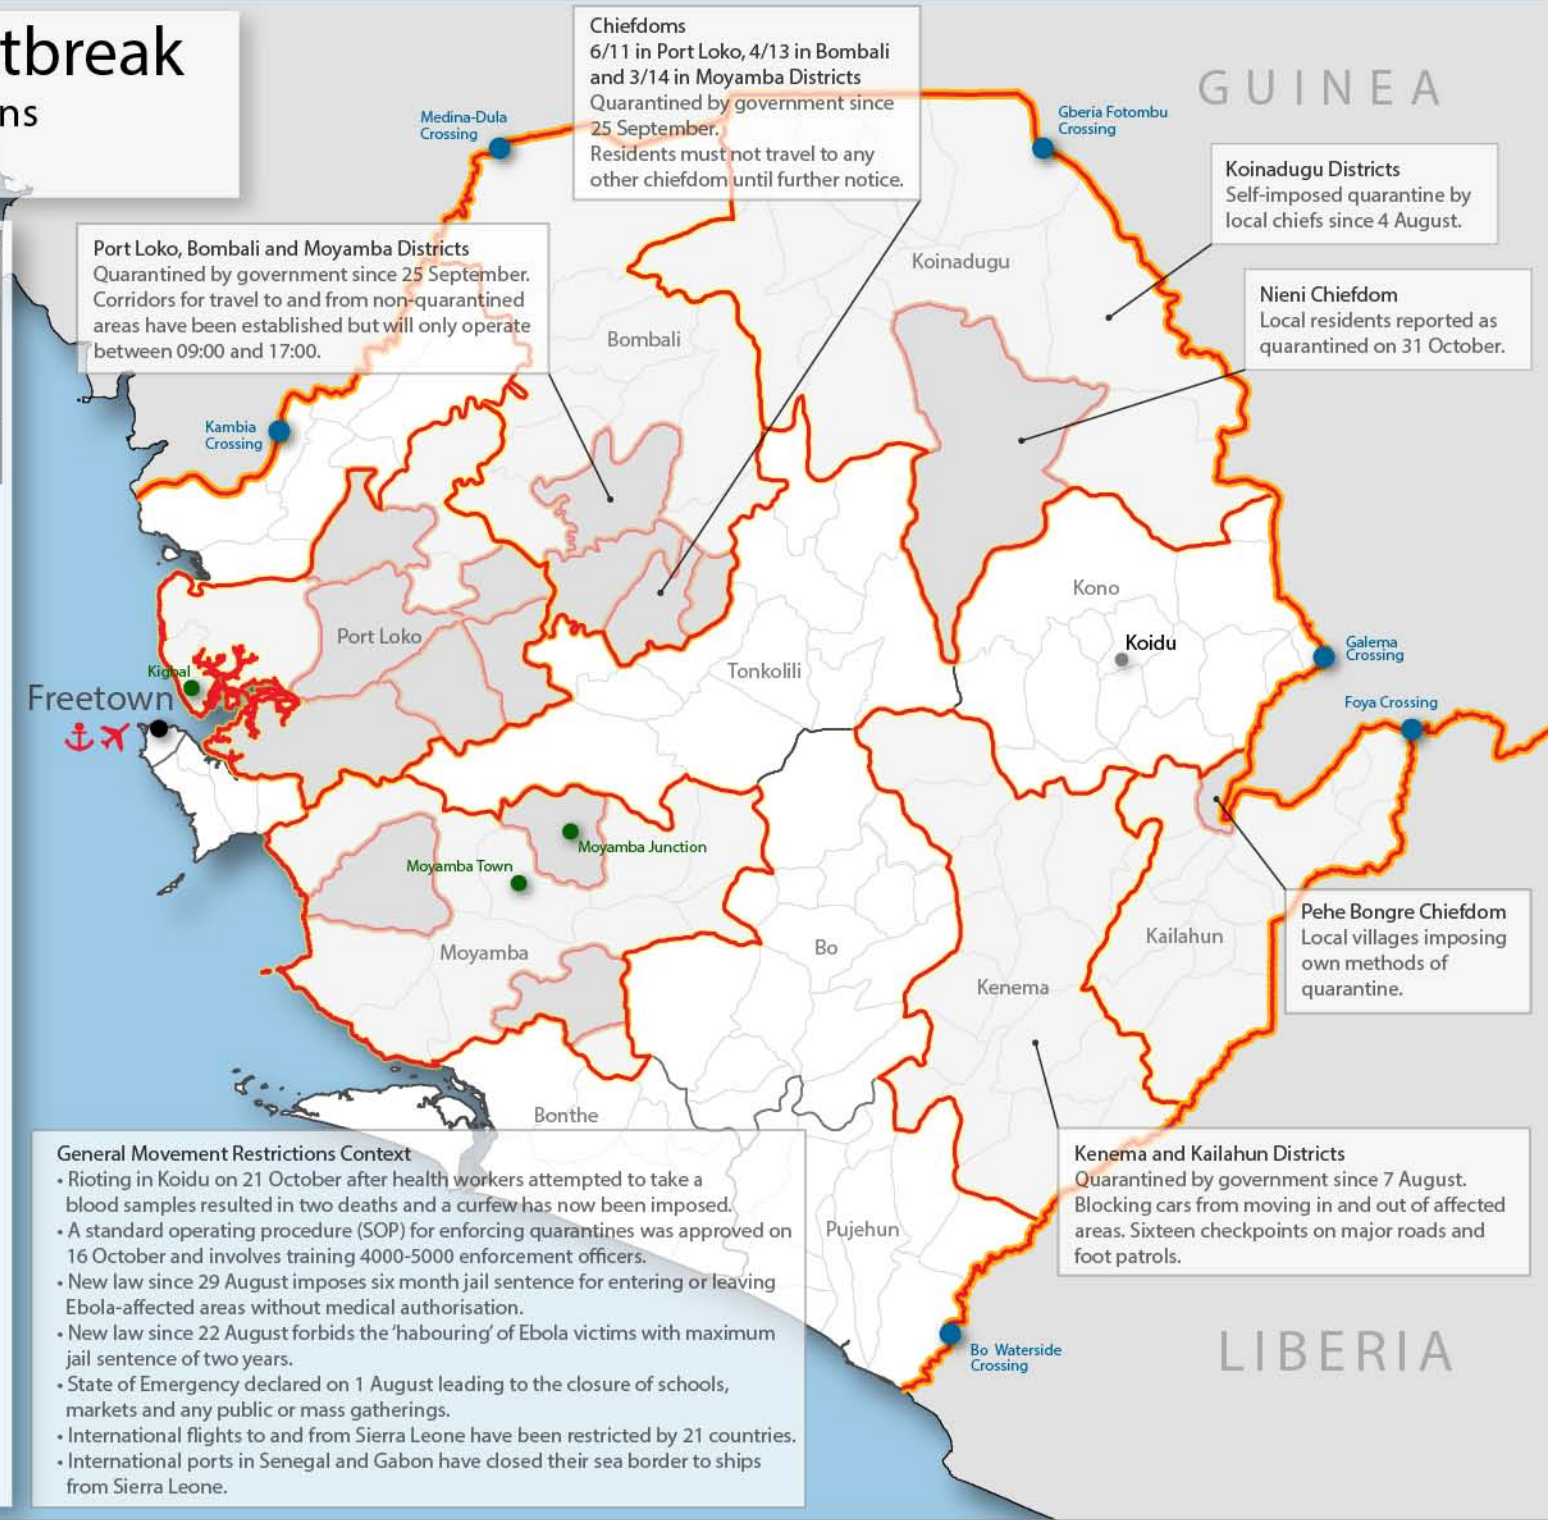 tbreak
ns
Chiefdoms
6/11 in Port Loko, 4/13 in Bombali
and 3/14 in Moyamba Districts
Quarantined by government since
25 September.
Residents must not travel to any
other chiefdom until further notice.
GUINEA
Medina-Dula
Crossing
Gberia Fotombu
Crossing
Koinadugu Districts
Self-imposed quarantine by
local chiefs since 4 August.
Port Loko, Bombali and Moyamba Districts
Quarantined by government since 25 September.
Corridors for travel to and from non-quarantined
areas have been established but will only operate
between 09:00 and 17:00.
Koinadugu
Nieni Chiefdom
Local residents reported as
quarantined on 31 October.
Bombali
Kambia
Crossing
Kono
Koidu
Port Loko
Galema
Crossing
Tonkolili
Kigbal
Freetown
Foya Crossing
Moyamba Junction
Moyamba Town
Pehe Bongre Chiefdom
Local villages imposing
own methods of
quarantine.
Kailahun
Bo
Moyamba
Kenema
Bonthe
General Movement Restrictions Context
• Rioting in Koidu on 21 October after health workers attempted to take a
blood samples resulted in two deaths and a curfew has now been imposed.
• A standard operating procedure (SOP) for enforcing quarantines was approved on
16 October and involves training 4000-5000 enforcement officers.
• New law since 29 August imposes six month jail sentence for entering or leaving
Ebola-affected areas without medical authorisation.
• New law since 22 August forbids the 'habouring' of Ebola victims with maximum
jail sentence of two years.
• State of Emergency declared on 1 August leading to the closure of schools,
markets and any public or mass gatherings.
• International flights to and from Sierra Leone have been restricted by 21 countries.
• International ports in Senegal and Gabon have closed their sea border to ships
from Sierra Leone.
Kenema and Kailahun Districts
Quarantined by government since 7 August.
Blocking cars from moving in and out of affected
areas. Sixteen checkpoints on major roads and
foot patrols.
Pujehun
Bo Waterside
Crossing
LIBERIA